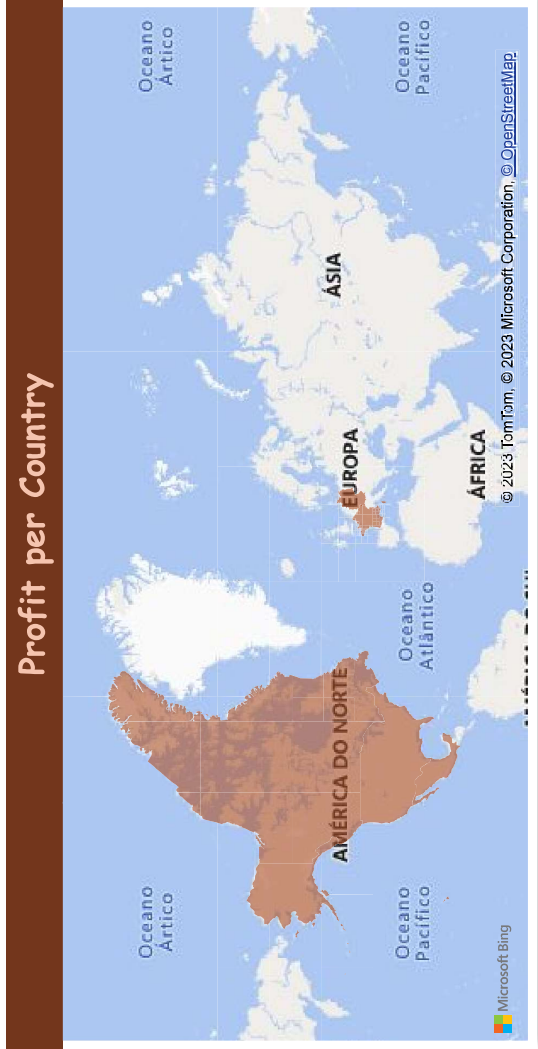 Profit per Country
Oceano
Ártico
Oceano
Ártico
EUROPA
ÁSIA
AMÉRICA DO NORTE
Oceano
Pacífico
Oceano
Atlântico
Oceano
Pacífico
ÁFRICA
Microsoft Bing
© 2023 TomTom, © 2023 Microsoft Corporation, © OpenStreetMap